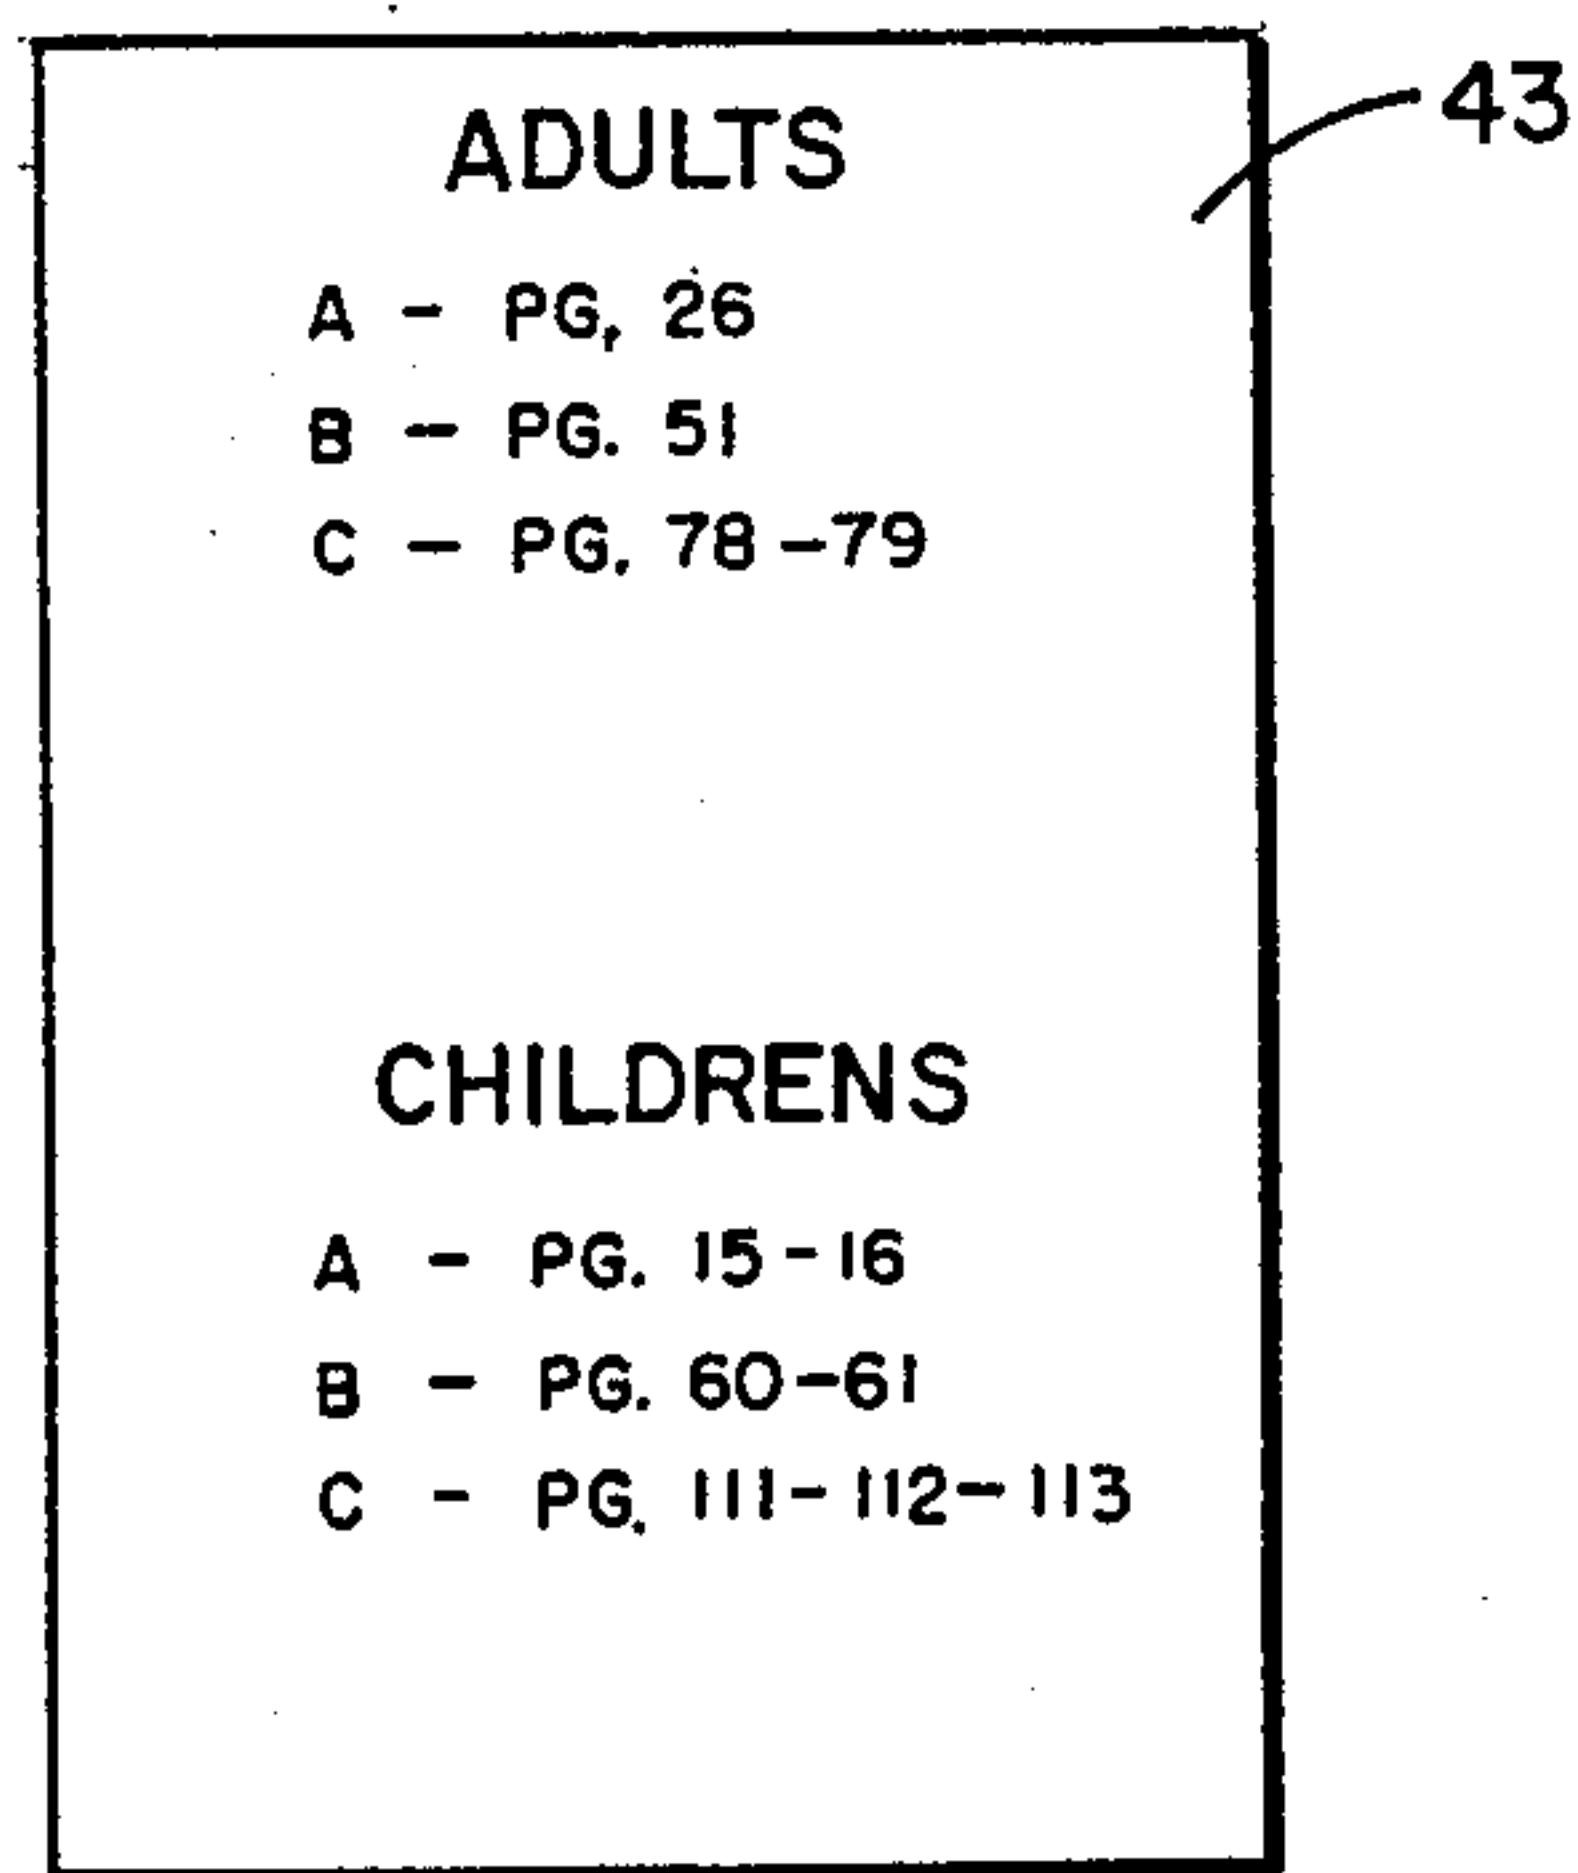 ADULTS
43
A - PG, 26
B - PG. 51
C - PG, 78-79
CHILDRENS
A - PG. 15-16
B - PG. 60-61
C - PG. 111-112-113